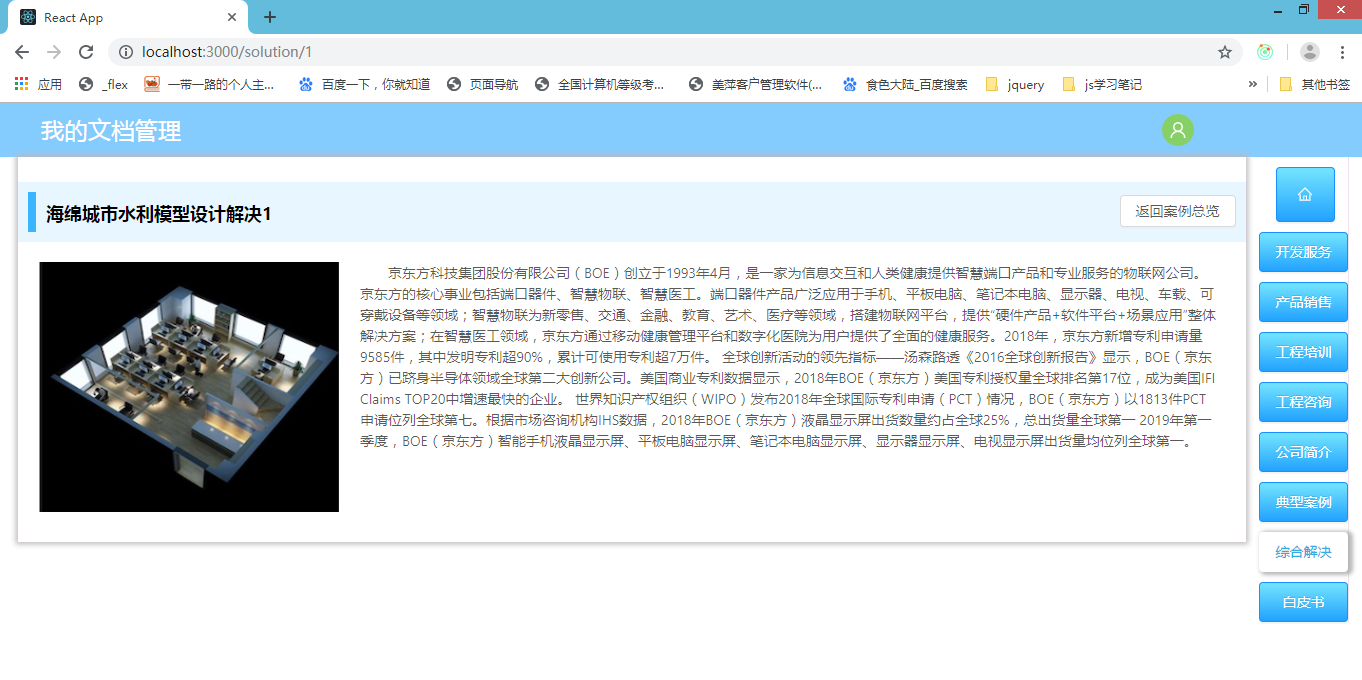 React App
localhost:3000/solution/1
应用 _flex 一带一路的个人主... 百度一下，你就知道 页面导航 全国计算机等级考... 美萍客户管理软件(... 食色大陆_百度搜索 jquery js学习笔记 » 其他书签
我的文档管理
海绵城市水利模型设计解决1
返回案例总览
京东方科技集团股份有限公司（BOE）创立于1993年4月，是一家为信息交互和人类健康提供智慧端口产品和专业服务的物联网公司。
京东方的核心事业包括端口器件、智慧物联、智慧医工。端口器件产品广泛应用于手机、平板电脑、笔记本电脑、显示器、电视、车载、可
穿戴设备等领域；智慧物联为新零售、交通、金融、教育、艺术、医疗等领域，搭建物联网平台，提供“硬件产品+软件平台+场景应用”整体
解决方案；在智慧医工领域，京东方通过移动健康管理平台和数字化医院为用户提供了全面的健康服务。2018年，京东方新增专利申请量
9585件，其中发明专利超90%，累计可使用专利超7万件。 全球创新活动的领先指标——汤森路透《2016全球创新报告》显示，BOE（京东
方）已跻身半导体领域全球第二大创新公司。美国商业专利数据显示，2018年BOE（京东方）美国专利授权量全球排名第17位，成为美国IFI
Claims TOP20中增速最快的企业。 世界知识产权组织（WIPO）发布2018年全球国际专利申请（PCT）情况，BOE（京东方）以1813件PCT
申请位列全球第七。根据市场咨询机构IHS数据，2018年BOE（京东方）液晶显示屏出货数量约占全球25%，总出货量全球第一 2019年第一
季度，BOE（京东方）智能手机液晶显示屏、平板电脑显示屏、笔记本电脑显示屏、显示器显示屏、电视显示屏出货量均位列全球第一。
开发服务
产品销售
工程培训
工程咨询
公司简介
典型案例
综合解决
白皮书